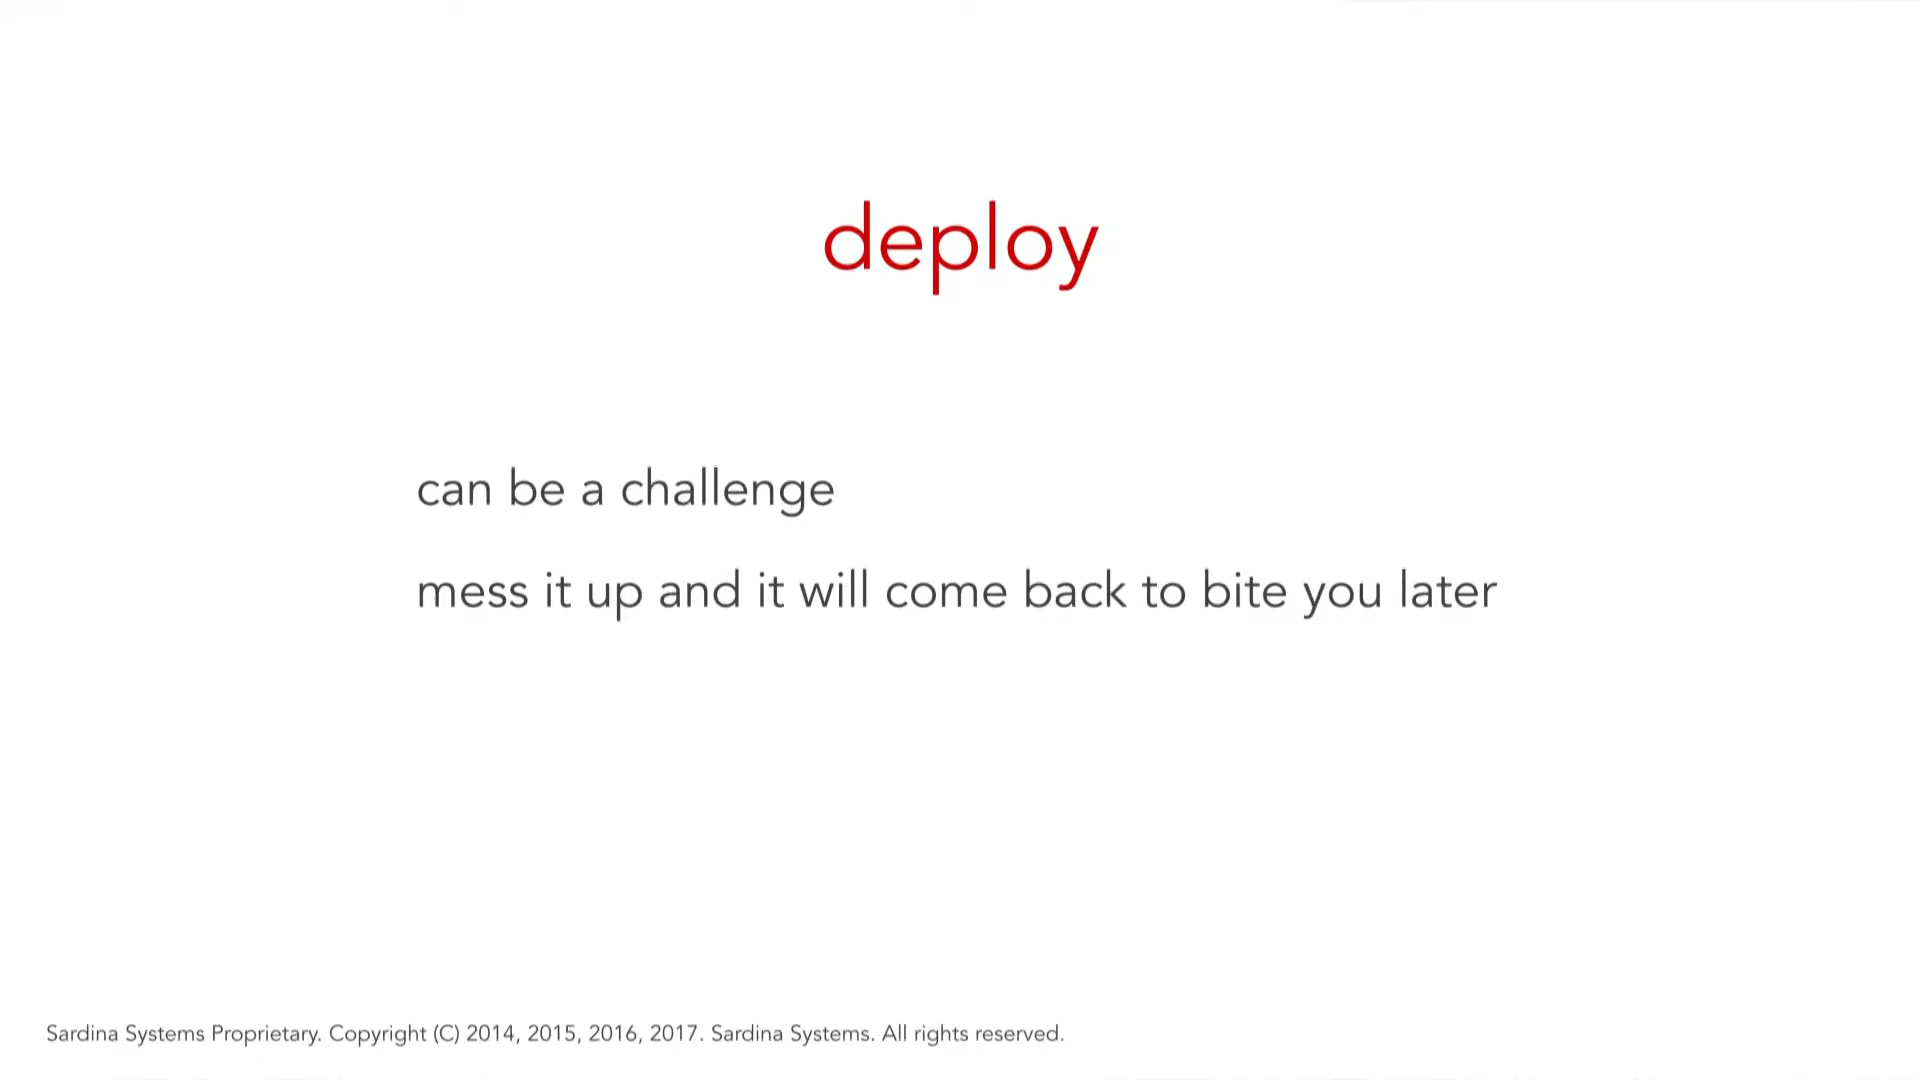 deploy
can be a challenge
mess it up and it will come back to bite you later
Sardina Systems Proprietary. Copyright (C) 2014, 2015, 2016, 2017. Sardina Systems. All rights reserved.